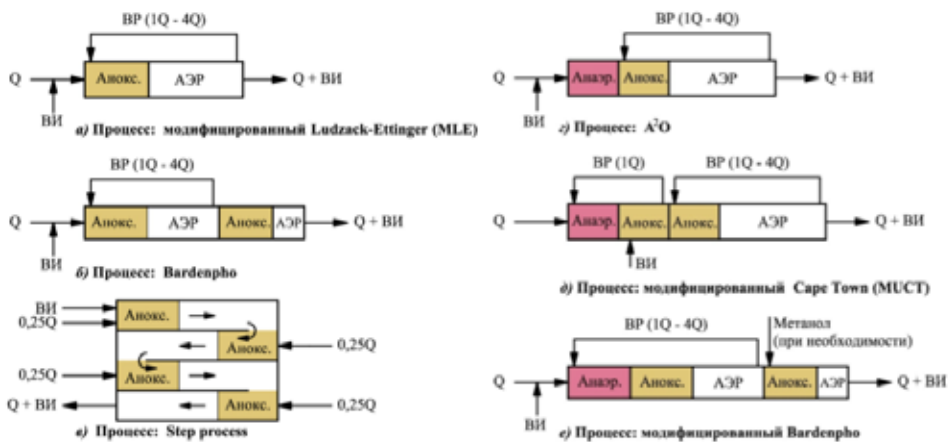 ВР (1Q - 4Q)
Q
Анокс.
АЭР
Q + ВИ
ВИ
а) Процесс: модифицированный Ludzack-Ettinger (MLE)
ВР (1Q - 4Q)
Q
Анокс.
АЭР
Анокс.
АЭР
Q + ВИ
ВИ
б) Процесс: Bardenpho
ВИ
0,25Q
Анокс.
Анокс.
0,25Q
0,25Q
Анокс.
Q + ВИ
Анокс.
0,25Q
в) Процесс: Step process
ВР (1Q - 4Q)
Q
Анаэр.
Анокс.
АЭР
Q + ВИ
ВИ
г) Процесс: A²O
ВР (1Q)
ВР (1Q - 4Q)
Q
Анаэр.
Анокс.
Анокс.
АЭР
Q + ВИ
ВИ
д) Процесс: модифицированный Cape Town (MUCT)
ВР (1Q - 4Q)
Метанол
(при необходимости)
Q
Анаэр.
Анокс.
АЭР
Анокс.
АЭР
Q + ВИ
ВИ
е) Процесс: модифицированный Bardenpho